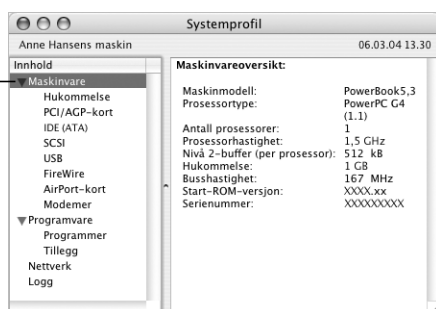 Systemprofil
Anne Hansens maskin 06.03.04 13.30
Innhold
Maskinvare
Hukommelse
PCI/AGP-kort
IDE (ATA)
SCSI
USB
FireWire
AirPort-kort
Modemer
Programvare
Programmer
Tillegg
Nettverk
Logg
Maskinvareoversikt:
Maskinmodell: PowerBook5,3
Prosessortype: PowerPC G4
(1.1)
Antall prosessorer: 1
Prosessorhastighet: 1,5 GHz
Nivå 2-buffer (per prosessor): 512 kB
Hukommelse: 1 GB
Busshastighet: 167 MHz
Start-ROM-versjon: XXXX.xx
Serienummer: XXXXXXXXX